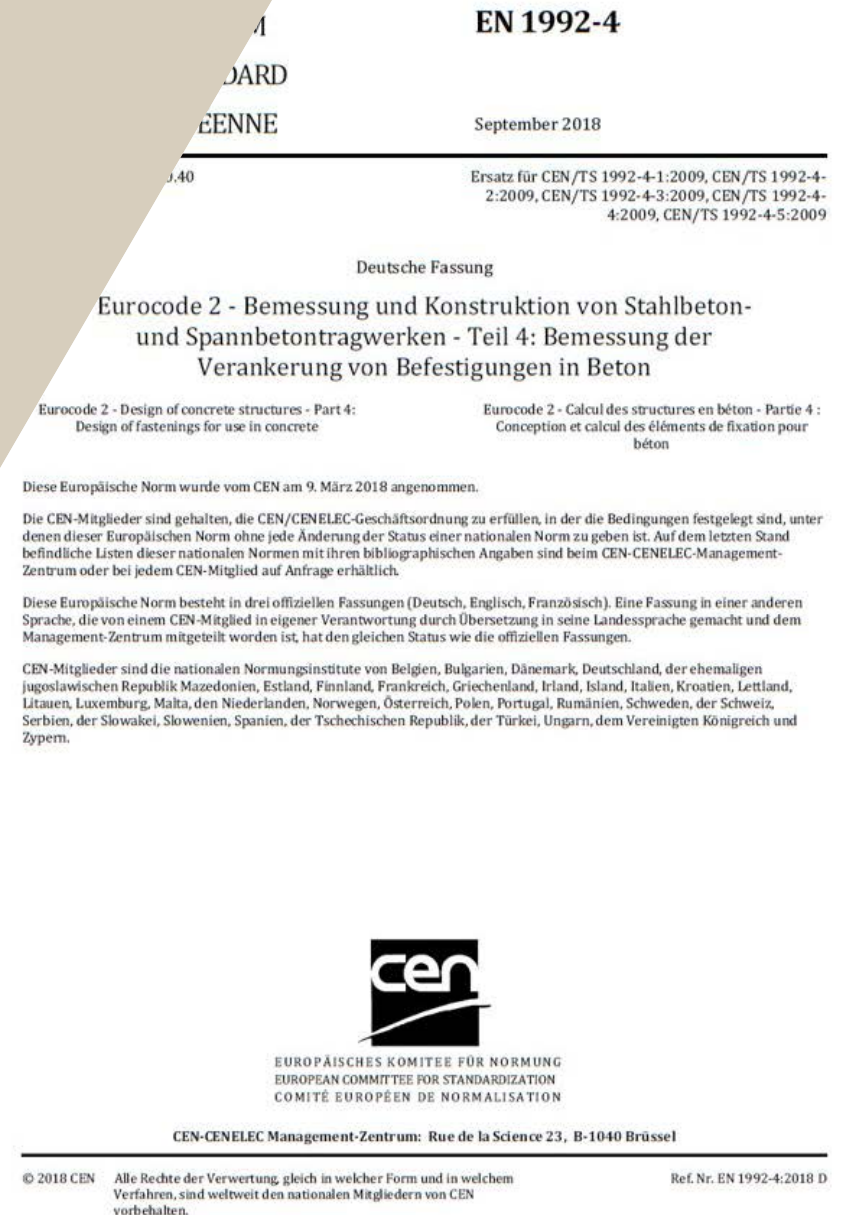 EN 1992-4
DARD
EENNE
September 2018
.40
Ersatz für CEN/TS 1992-4-1:2009, CEN/TS 1992-4-
2:2009, CEN/TS 1992-4-3:2009, CEN/TS 1992-4-
4:2009, CEN/TS 1992-4-5:2009
Deutsche Fassung
Eurocode 2 - Bemessung und Konstruktion von Stahlbeton-
und Spannbetontragwerken - Teil 4: Bemessung der
Verankerung von Befestigungen in Beton
Eurocode 2 - Design of concrete structures - Part 4:
Design of fastenings for use in concrete
Eurocode 2 - Calcul des structures en béton - Partie 4 :
Conception et calcul des éléments de fixation pour
béton
Diese Europäische Norm wurde vom CEN am 9. März 2018 angenommen.
Die CEN-Mitglieder sind gehalten, die CEN/CENELEC-Geschäftsordnung zu erfüllen, in der die Bedingungen festgelegt sind, unter
denen dieser Europäischen Norm ohne jede Änderung der Status einer nationalen Norm zu geben ist. Auf dem letzten Stand
befindliche Listen dieser nationalen Normen mit ihren bibliographischen Angaben sind beim CEN-CENELEC-Management-
Zentrum oder bei jedem CEN-Mitglied auf Anfrage erhältlich.
Diese Europäische Norm besteht in drei offiziellen Fassungen (Deutsch, Englisch, Französisch). Eine Fassung in einer anderen
Sprache, die von einem CEN-Mitglied in eigener Verantwortung durch Übersetzung in seine Landessprache gemacht und dem
Management-Zentrum mitgeteilt worden ist, hat den gleichen Status wie die offiziellen Fassungen.
CEN-Mitglieder sind die nationalen Normungsinstitute von Belgien, Bulgarien, Dänemark, Deutschland, der ehemaligen
jugoslawischen Republik Mazedonien, Estland, Finnland, Frankreich, Griechenland, Irland, Island, Italien, Kroatien, Lettland,
Litauen, Luxemburg, Malta, den Niederlanden, Norwegen, Österreich, Polen, Portugal, Rumänien, Schweden, der Schweiz,
Serbien, der Slowakei, Slowenien, Spanien, der Tschechischen Republik, der Türkei, Ungarn, dem Vereinigten Königreich und
Zypern.
cen
EUROPÄISCHES KOMITEE FÜR NORMUNG
EUROPEAN COMMITTEE FOR STANDARDIZATION
COMITÉ EUROPÉEN DE NORMALISATION
CEN-CENELEC Management-Zentrum: Rue de la Science 23, B-1040 Brüssel
© 2018 CEN Alle Rechte der Verwertung, gleich in welcher Form und in welchem
Verfahren, sind weltweit den nationalen Mitgliedern von CEN
vorbehalten.
Ref. Nr. EN 1992-4:2018 D